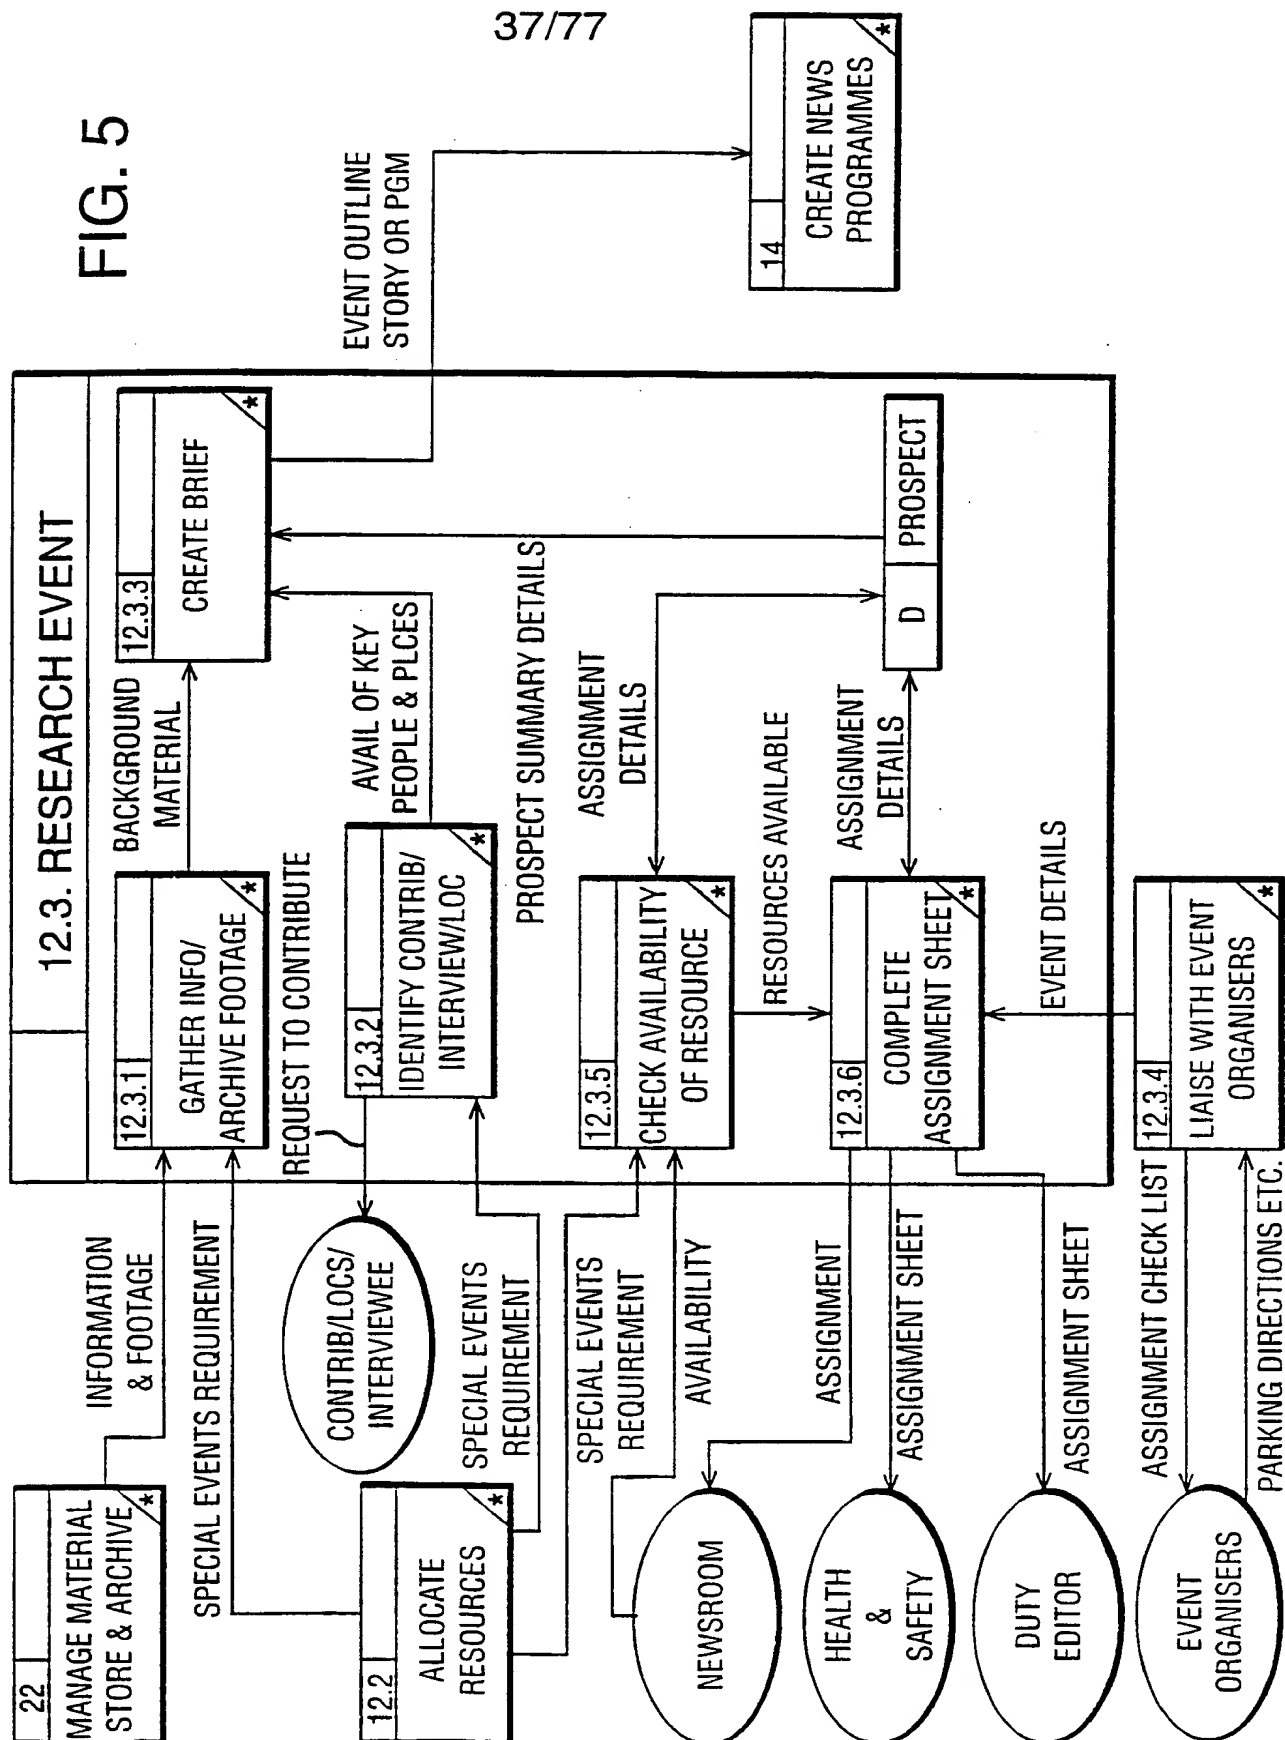 37/77
FIG. 5
12.3. RESEARCH EVENT
22
MANAGE MATERIAL
STORE & ARCHIVE
*
INFORMATION
& FOOTAGE
SPECIAL EVENTS REQUIREMENT
12.3.1
GATHER INFO/
ARCHIVE FOOTAGE
*
BACKGROUND
MATERIAL
12.3.3
CREATE BRIEF
*
EVENT OUTLINE
STORY OR PGM
14
CREATE NEWS
PROGRAMMES
*
REQUEST TO CONTRIBUTE
CONTRIB/LOCS/
INTERVIEWEE
12.3.2
IDENTIFY CONTRIB/
INTERVIEW/LOC
*
AVAIL OF KEY
PEOPLE & PLCES
12.2
ALLOCATE
RESOURCES
*
SPECIAL EVENTS
REQUIREMENT
PROSPECT SUMMARY DETAILS
SPECIAL EVENTS
REQUIREMENT
AVAILABILITY
12.3.5
CHECK AVAILABILITY
OF RESOURCE
*
ASSIGNMENT
DETAILS
RESOURCES AVAILABLE
NEWSROOM
ASSIGNMENT
12.3.6
COMPLETE
ASSIGNMENT SHEET
*
ASSIGNMENT
DETAILS
D
PROSPECT
HEALTH
&
SAFETY
ASSIGNMENT SHEET
DUTY
EDITOR
ASSIGNMENT SHEET
EVENT DETAILS
EVENT
ORGANISERS
ASSIGNMENT CHECK LIST
PARKING DIRECTIONS ETC.
12.3.4
LIAISE WITH EVENT
ORGANISERS
*